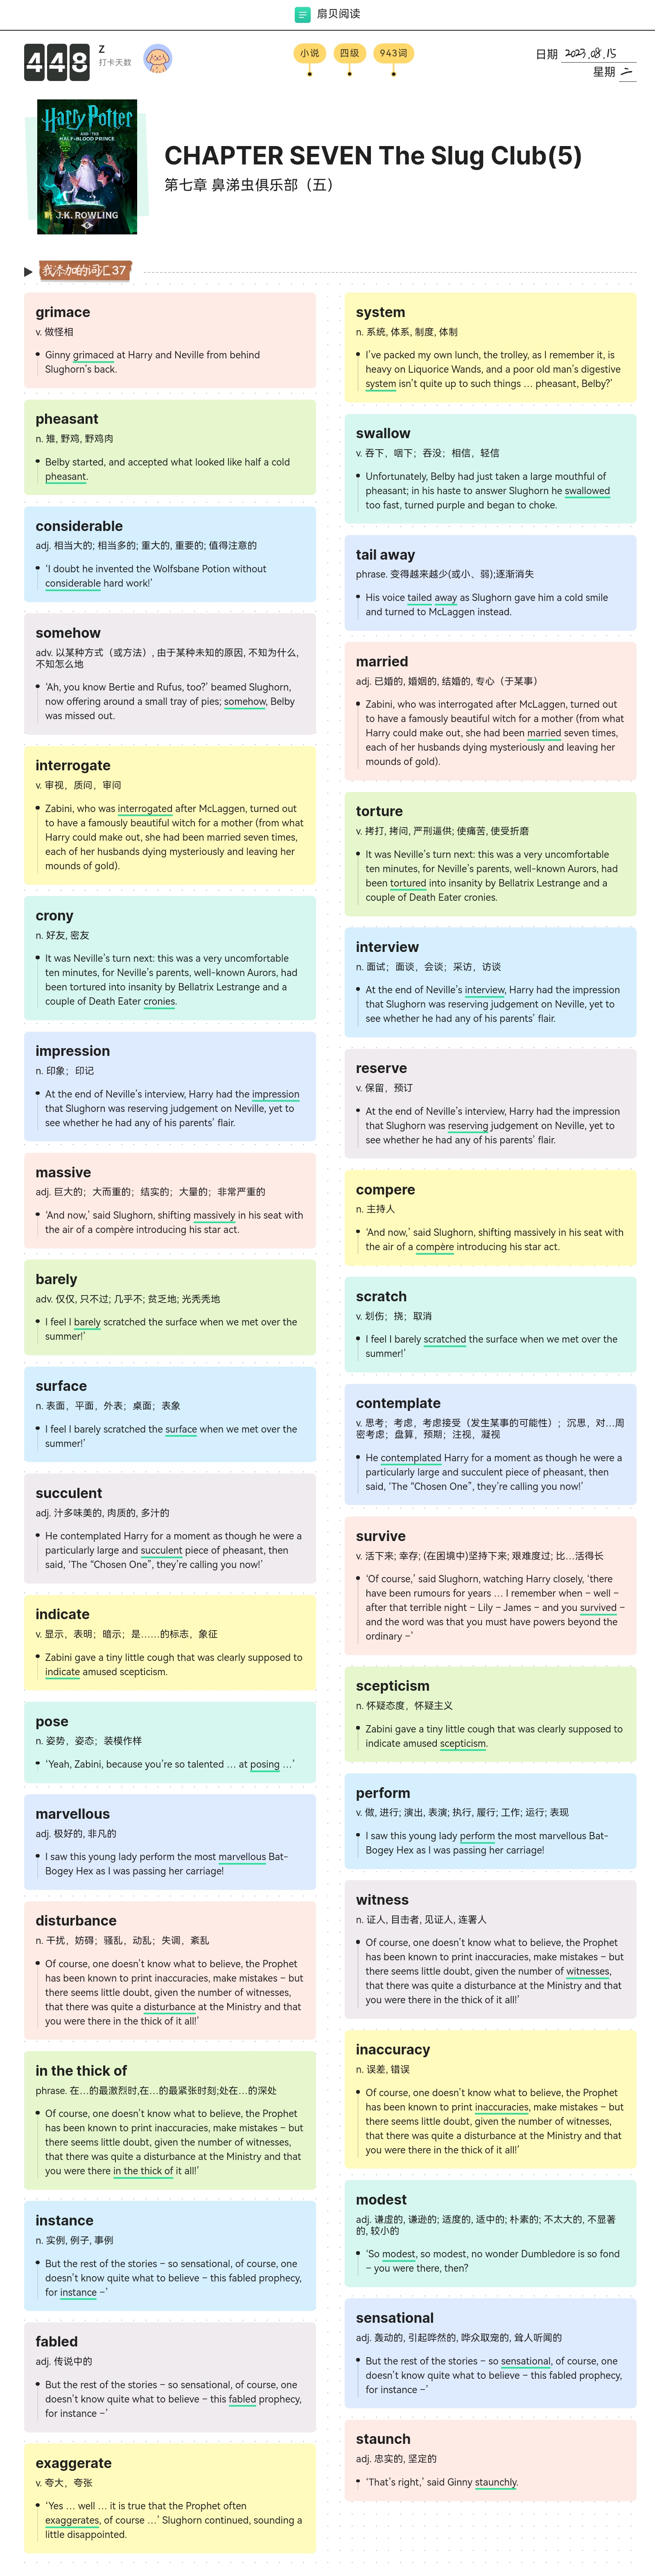 扇贝阅读
448
Z
打卡天数
小说
四级
943词
日期 2023.08.15
星期 二
Harry Potter
AND THE
HALF-BLOOD PRINCE
J.K. ROWLING
CHAPTER SEVEN The Slug Club(5)
第七章 鼻涕虫俱乐部（五）
我添加的词汇37
grimace
v. 做怪相
Ginny grimaced at Harry and Neville from behind
Slughorn's back.
pheasant
n. 雉, 野鸡, 野鸡肉
Belby started, and accepted what looked like half a cold
pheasant.
considerable
adj. 相当大的; 相当多的; 重大的, 重要的; 值得注意的
‘I doubt he invented the Wolfsbane Potion without
considerable hard work!’
somehow
adv. 以某种方式（或方法）, 由于某种未知的原因, 不知为什么,
不知怎么地
‘Ah, you know Bertie and Rufus, too?’ beamed Slughorn,
now offering around a small tray of pies; somehow, Belby
was missed out.
interrogate
v. 审视，质问，审问
Zabini, who was interrogated after McLaggen, turned out
to have a famously beautiful witch for a mother (from what
Harry could make out, she had been married seven times,
each of her husbands dying mysteriously and leaving her
mounds of gold).
crony
n. 好友, 密友
It was Neville's turn next: this was a very uncomfortable
ten minutes, for Neville's parents, well-known Aurors, had
been tortured into insanity by Bellatrix Lestrange and a
couple of Death Eater cronies.
impression
n. 印象；印记
At the end of Neville's interview, Harry had the impression
that Slughorn was reserving judgement on Neville, yet to
see whether he had any of his parents’ flair.
massive
adj. 巨大的；大而重的；结实的；大量的；非常严重的
‘And now,’ said Slughorn, shifting massively in his seat with
the air of a compère introducing his star act.
barely
adv. 仅仅, 只不过; 几乎不; 贫乏地; 光秃秃地
I feel I barely scratched the surface when we met over the
summer!’
surface
n. 表面，平面，外表；桌面；表象
I feel I barely scratched the surface when we met over the
summer!’
succulent
adj. 汁多味美的, 肉质的, 多汁的
He contemplated Harry for a moment as though he were a
particularly large and succulent piece of pheasant, then
said, ‘The “Chosen One”, they're calling you now!’
indicate
v. 显示，表明；暗示；是……的标志，象征
Zabini gave a tiny little cough that was clearly supposed to
indicate amused scepticism.
pose
n. 姿势，姿态；装模作样
‘Yeah, Zabini, because you're so talented … at posing …’
marvellous
adj. 极好的, 非凡的
I saw this young lady perform the most marvellous Bat-
Bogey Hex as I was passing her carriage!
disturbance
n. 干扰，妨碍；骚乱，动乱；失调，紊乱
Of course, one doesn't know what to believe, the Prophet
has been known to print inaccuracies, make mistakes – but
there seems little doubt, given the number of witnesses,
that there was quite a disturbance at the Ministry and that
you were there in the thick of it all!’
in the thick of
phrase. 在…的最激烈时,在…的最紧张时刻;处在…的深处
Of course, one doesn't know what to believe, the Prophet
has been known to print inaccuracies, make mistakes – but
there seems little doubt, given the number of witnesses,
that there was quite a disturbance at the Ministry and that
you were there in the thick of it all!’
instance
n. 实例, 例子, 事例
But the rest of the stories – so sensational, of course, one
doesn't know quite what to believe – this fabled prophecy,
for instance –’
fabled
adj. 传说中的
But the rest of the stories – so sensational, of course, one
doesn't know quite what to believe – this fabled prophecy,
for instance –’
exaggerate
v. 夸大，夸张
‘Yes … well … it is true that the Prophet often
exaggerates, of course …’ Slughorn continued, sounding a
little disappointed.
system
n. 系统, 体系, 制度, 体制
I've packed my own lunch, the trolley, as I remember it, is
heavy on Liquorice Wands, and a poor old man's digestive
system isn't quite up to such things … pheasant, Belby?’
swallow
v. 吞下，咽下；吞没；相信，轻信
Unfortunately, Belby had just taken a large mouthful of
pheasant; in his haste to answer Slughorn he swallowed
too fast, turned purple and began to choke.
tail away
phrase. 变得越来越少(或小、弱);逐渐消失
His voice tailed away as Slughorn gave him a cold smile
and turned to McLaggen instead.
married
adj. 已婚的, 婚姻的, 结婚的, 专心（于某事）
Zabini, who was interrogated after McLaggen, turned out
to have a famously beautiful witch for a mother (from what
Harry could make out, she had been married seven times,
each of her husbands dying mysteriously and leaving her
mounds of gold).
torture
v. 拷打, 拷问, 严刑逼供; 使痛苦, 使受折磨
It was Neville's turn next: this was a very uncomfortable
ten minutes, for Neville's parents, well-known Aurors, had
been tortured into insanity by Bellatrix Lestrange and a
couple of Death Eater cronies.
interview
n. 面试；面谈，会谈；采访，访谈
At the end of Neville's interview, Harry had the impression
that Slughorn was reserving judgement on Neville, yet to
see whether he had any of his parents’ flair.
reserve
v. 保留，预订
At the end of Neville's interview, Harry had the impression
that Slughorn was reserving judgement on Neville, yet to
see whether he had any of his parents’ flair.
compere
n. 主持人
‘And now,’ said Slughorn, shifting massively in his seat with
the air of a compère introducing his star act.
scratch
v. 划伤；挠；取消
I feel I barely scratched the surface when we met over the
summer!’
contemplate
v. 思考；考虑，考虑接受（发生某事的可能性）；沉思，对…周
密考虑；盘算，预期；注视，凝视
He contemplated Harry for a moment as though he were a
particularly large and succulent piece of pheasant, then
said, ‘The “Chosen One”, they're calling you now!’
survive
v. 活下来; 幸存; (在困境中)坚持下来; 艰难度过; 比…活得长
‘Of course,’ said Slughorn, watching Harry closely, ‘there
have been rumours for years … I remember when – well –
after that terrible night – Lily – James – and you survived –
and the word was that you must have powers beyond the
ordinary –’
scepticism
n. 怀疑态度，怀疑主义
Zabini gave a tiny little cough that was clearly supposed to
indicate amused scepticism.
perform
v. 做, 进行; 演出, 表演; 执行, 履行; 工作; 运行; 表现
I saw this young lady perform the most marvellous Bat-
Bogey Hex as I was passing her carriage!
witness
n. 证人, 目击者, 见证人, 连署人
Of course, one doesn't know what to believe, the Prophet
has been known to print inaccuracies, make mistakes – but
there seems little doubt, given the number of witnesses,
that there was quite a disturbance at the Ministry and that
you were there in the thick of it all!’
inaccuracy
n. 误差, 错误
Of course, one doesn't know what to believe, the Prophet
has been known to print inaccuracies, make mistakes – but
there seems little doubt, given the number of witnesses,
that there was quite a disturbance at the Ministry and that
you were there in the thick of it all!’
modest
adj. 谦虚的, 谦逊的; 适度的, 适中的; 朴素的; 不太大的, 不显著
的, 较小的
‘So modest, so modest, no wonder Dumbledore is so fond
– you were there, then?
sensational
adj. 轰动的, 引起哗然的, 哗众取宠的, 耸人听闻的
But the rest of the stories – so sensational, of course, one
doesn't know quite what to believe – this fabled prophecy,
for instance –’
staunch
adj. 忠实的, 坚定的
‘That's right,’ said Ginny staunchly.